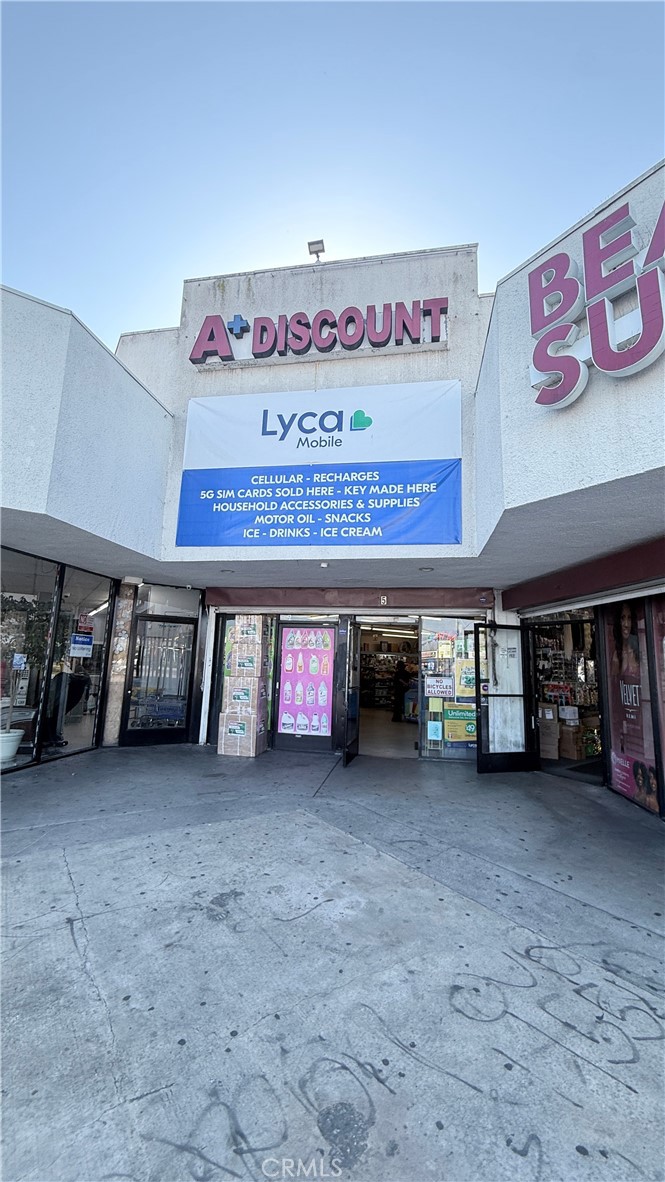 A+ DISCOUNT
BEA
SU
Lyca
Mobile
CELLULAR - RECHARGES
5G SIM CARDS SOLD HERE - KEY MADE HERE
HOUSEHOLD ACCESSORIES & SUPPLIES
MOTOR OIL - SNACKS
ICE - DRINKS - ICE CREAM
5
NO
BICYCLES
ALLOWED
Unlimited
VELVET
CRMLS